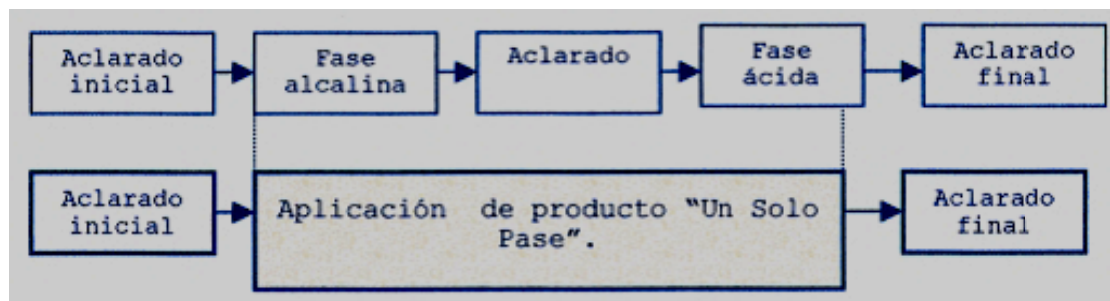 Aclarado
inicial
Fase
alcalina
Aclarado
Fase
ácida
Aclarado
final
Aclarado
inicial
Aplicación de producto “Un Solo
Pase”.
Aclarado
final